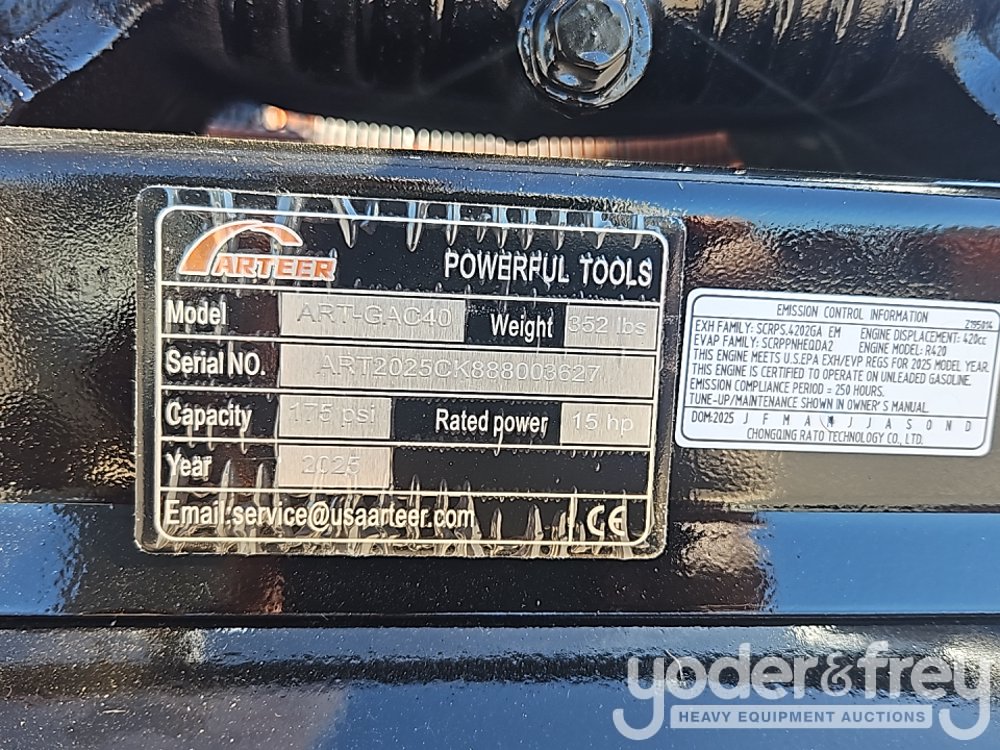 ARTEER
POWERFUL TOOLS
Model ART-GAC40 Weight 352 lbs
Serial NO. ART2025CK888003627
Capacity 175 psi Rated power 15 hp
Year 2025
Email:service@usaarteer.com CE
EMISSION CONTROL INFORMATION Z195014
EXH FAMILY: SCRPS.4202GA EM ENGINE DISPLACEMENT: 420cc
EVAP FAMILY: SCRPPNHEQDA2 ENGINE MODEL: R420
THIS ENGINE MEETS U.S.EPA EXH/EVP REGS FOR 2025 MODEL YEAR.
THIS ENGINE IS CERTIFIED TO OPERATE ON UNLEADED GASOLINE.
EMISSION COMPLIANCE PERIOD = 250 HOURS.
TUNE-UP/MAINTENANCE SHOWN IN OWNER'S MANUAL.
DOM:2025 J F M A J J A S O N D
CHONGQING RATO TECHNOLOGY CO., LTD.
yoder&frey
HEAVY EQUIPMENT AUCTIONS